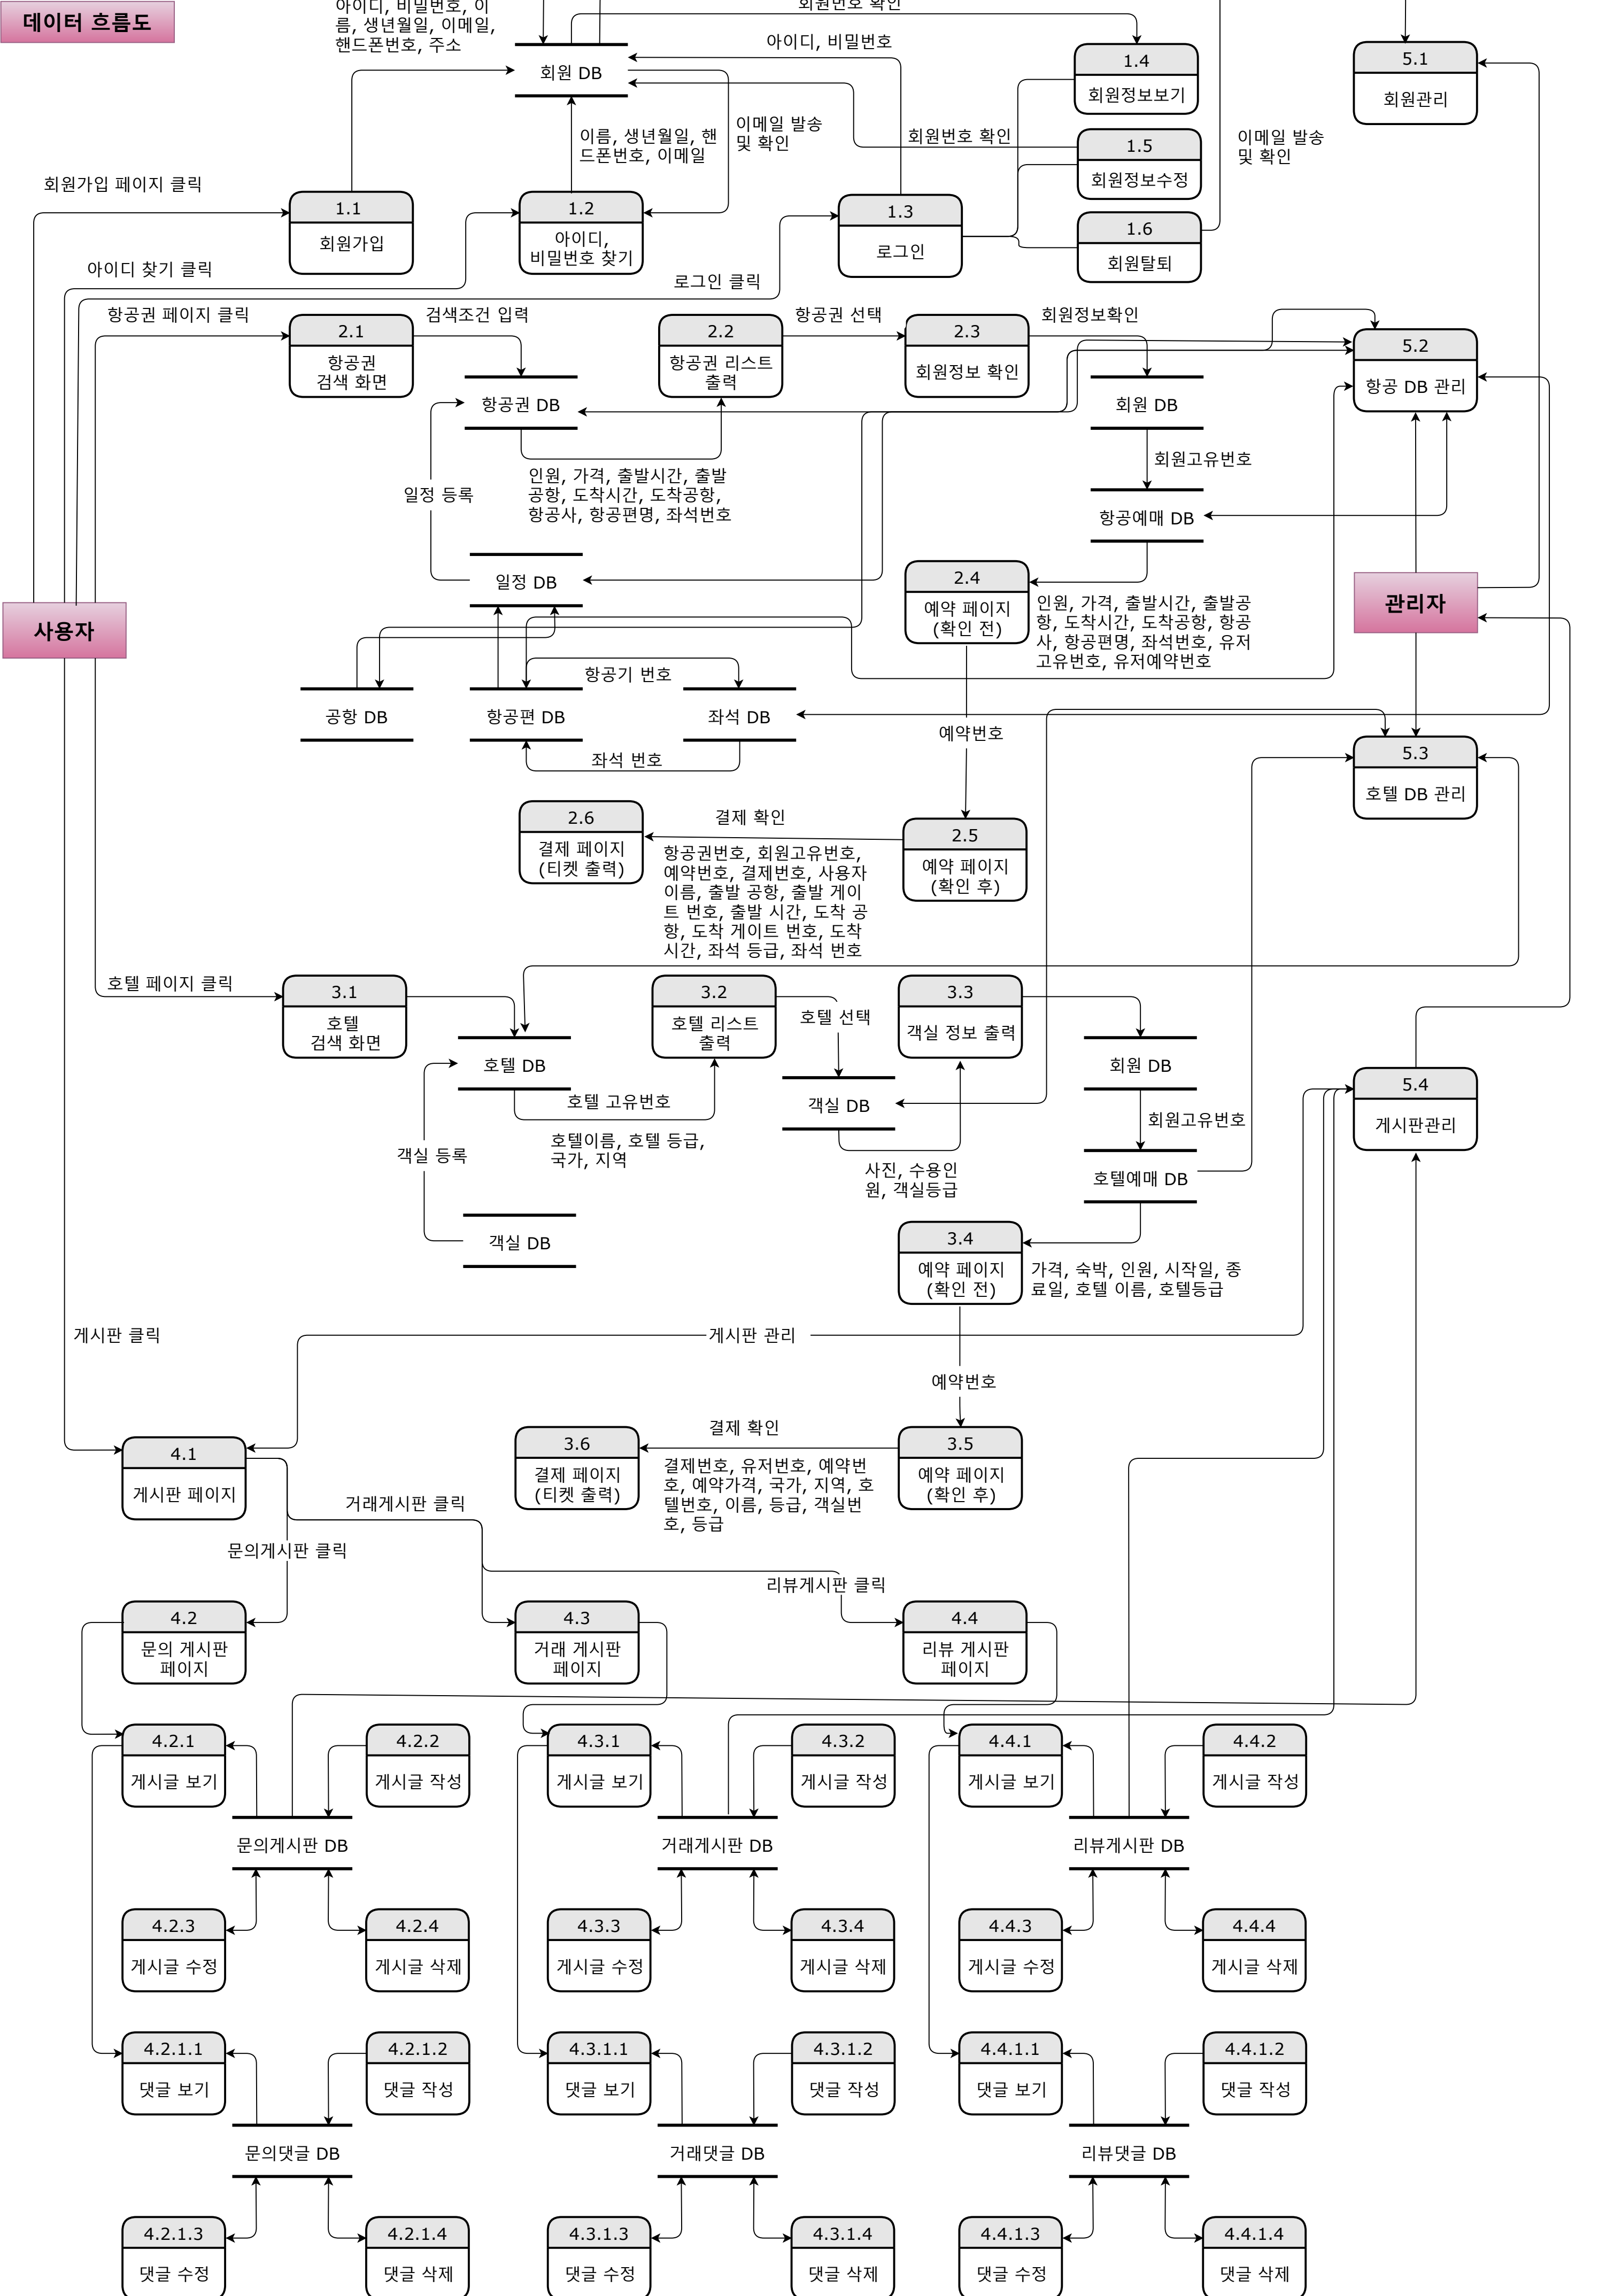 데이터 흐름도
아이디, 비밀번호, 이
름, 생년월일, 이메일,
핸드폰번호, 주소
회원번호 확인
아이디, 비밀번호
회원 DB
1.4
회원정보보기
5.1
회원관리
이름, 생년월일, 핸
드폰번호, 이메일
이메일 발송
및 확인
회원번호 확인
1.5
회원정보수정
이메일 발송
및 확인
회원가입 페이지 클릭
1.1
회원가입
1.2
아이디,
비밀번호 찾기
1.3
로그인
1.6
회원탈퇴
아이디 찾기 클릭
로그인 클릭
항공권 페이지 클릭
2.1
항공권
검색 화면
검색조건 입력
2.2
항공권 리스트
출력
항공권 선택
2.3
회원정보 확인
회원정보확인
5.2
항공 DB 관리
항공권 DB
회원 DB
회원고유번호
인원, 가격, 출발시간, 출발
공항, 도착시간, 도착공항,
항공사, 항공편명, 좌석번호
일정 등록
항공예매 DB
일정 DB
2.4
예약 페이지
(확인 전)
인원, 가격, 출발시간, 출발공
항, 도착시간, 도착공항, 항공
사, 항공편명, 좌석번호, 유저
고유번호, 유저예약번호
관리자
사용자
항공기 번호
공항 DB
항공편 DB
좌석 DB
예약번호
좌석 번호
5.3
호텔 DB 관리
2.6
결제 페이지
(티켓 출력)
결제 확인
2.5
예약 페이지
(확인 후)
항공권번호, 회원고유번호,
예약번호, 결제번호, 사용자
이름, 출발 공항, 출발 게이
트 번호, 출발 시간, 도착 공
항, 도착 게이트 번호, 도착
시간, 좌석 등급, 좌석 번호
호텔 페이지 클릭
3.1
호텔
검색 화면
3.2
호텔 리스트
출력
호텔 선택
3.3
객실 정보 출력
호텔 DB
회원 DB
호텔 고유번호
객실 DB
회원고유번호
5.4
게시판관리
호텔이름, 호텔 등급,
국가, 지역
객실 등록
사진, 수용인
원, 객실등급
호텔예매 DB
객실 DB
3.4
예약 페이지
(확인 전)
가격, 숙박, 인원, 시작일, 종
료일, 호텔 이름, 호텔등급
게시판 클릭
게시판 관리
예약번호
4.1
게시판 페이지
3.6
결제 페이지
(티켓 출력)
결제 확인
3.5
예약 페이지
(확인 후)
결제번호, 유저번호, 예약번
호, 예약가격, 국가, 지역, 호
텔번호, 이름, 등급, 객실번
호, 등급
거래게시판 클릭
문의게시판 클릭
리뷰게시판 클릭
4.2
문의 게시판
페이지
4.3
거래 게시판
페이지
4.4
리뷰 게시판
페이지
4.2.1
게시글 보기
4.2.2
게시글 작성
4.3.1
게시글 보기
4.3.2
게시글 작성
4.4.1
게시글 보기
4.4.2
게시글 작성
문의게시판 DB
거래게시판 DB
리뷰게시판 DB
4.2.3
게시글 수정
4.2.4
게시글 삭제
4.3.3
게시글 수정
4.3.4
게시글 삭제
4.4.3
게시글 수정
4.4.4
게시글 삭제
4.2.1.1
댓글 보기
4.2.1.2
댓글 작성
4.3.1.1
댓글 보기
4.3.1.2
댓글 작성
4.4.1.1
댓글 보기
4.4.1.2
댓글 작성
문의댓글 DB
거래댓글 DB
리뷰댓글 DB
4.2.1.3
댓글 수정
4.2.1.4
댓글 삭제
4.3.1.3
댓글 수정
4.3.1.4
댓글 삭제
4.4.1.3
댓글 수정
4.4.1.4
댓글 삭제